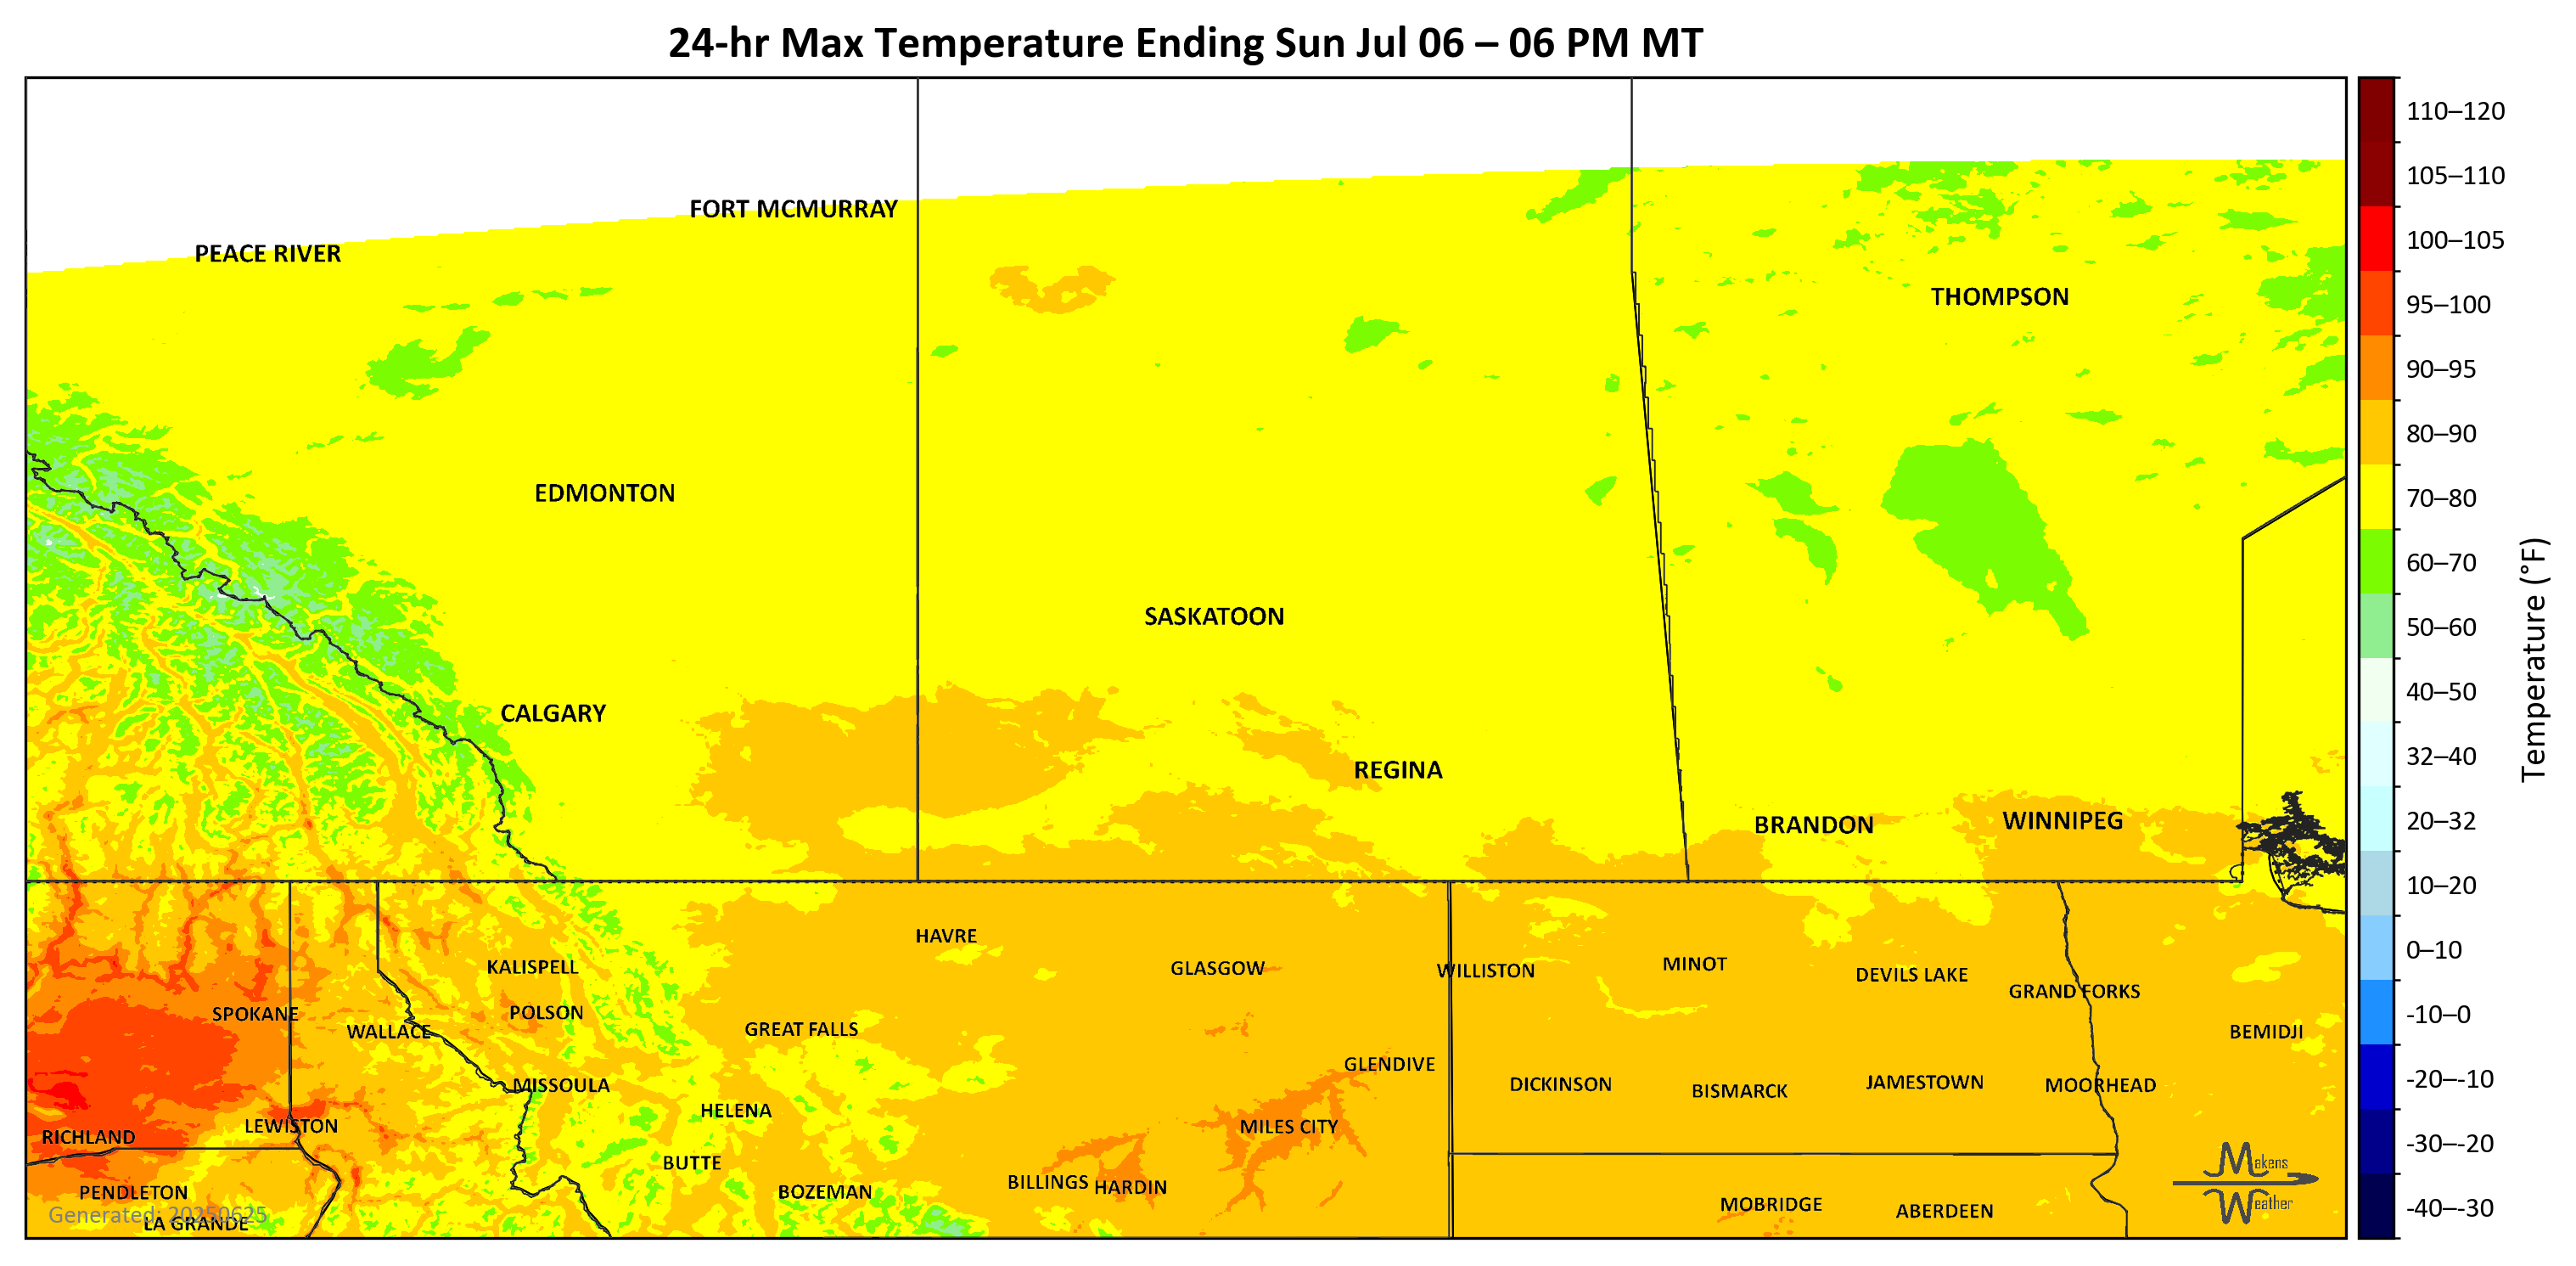 24-hr Max Temperature Ending Sun Jul 06 – 06 PM MT
110–120
105–110
100–105
95–100
90–95
80–90
70–80
60–70
50–60
40–50
32–40
20–32
10–20
0–10
-10–0
-20–-10
-30–-20
-40–-30
Temperature (°F)
FORT MCMURRAY
PEACE RIVER
THOMPSON
EDMONTON
SASKATOON
CALGARY
REGINA
BRANDON
WINNIPEG
HAVRE
KALISPELL
GLASGOW
WILLISTON
MINOT
DEVILS LAKE
GRAND FORKS
SPOKANE
POLSON
WALLACE
GREAT FALLS
BEMIDJI
GLENDIVE
MISSOULA
DICKINSON
BISMARCK
JAMESTOWN
MOORHEAD
HELENA
LEWISTON
MILES CITY
RICHLAND
BUTTE
BILLINGS
HARDIN
PENDLETON
BOZEMAN
MOBRIDGE
ABERDEEN
Generated: 20250625
LA GRANDE
Makens
Weather